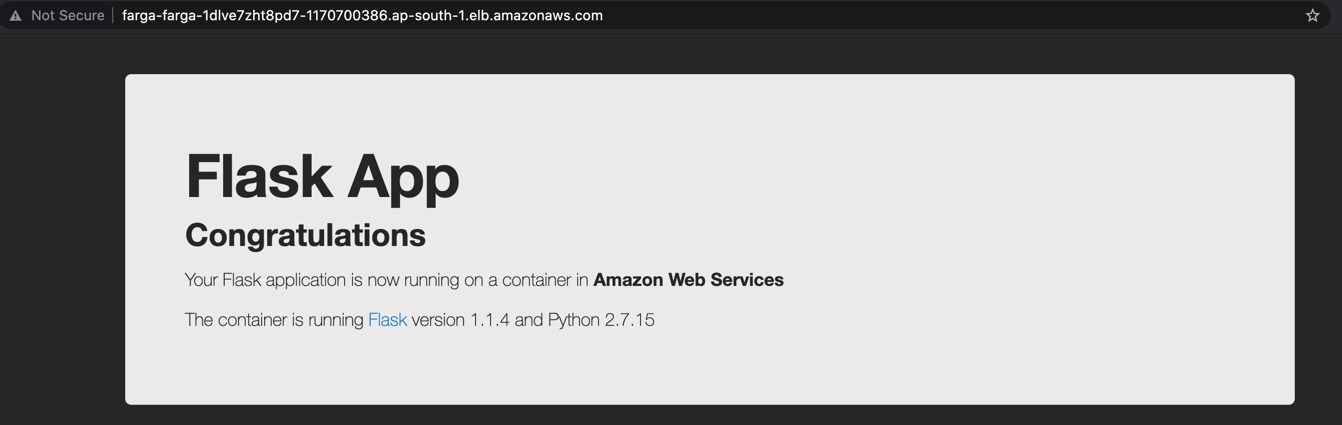 Not Secure farga-farga-1dlve7zht8pd7-1170700386.ap-south-1.elb.amazonaws.com
Flask App
Congratulations
Your Flask application is now running on a container in Amazon Web Services
The container is running Flask version 1.1.4 and Python 2.7.15